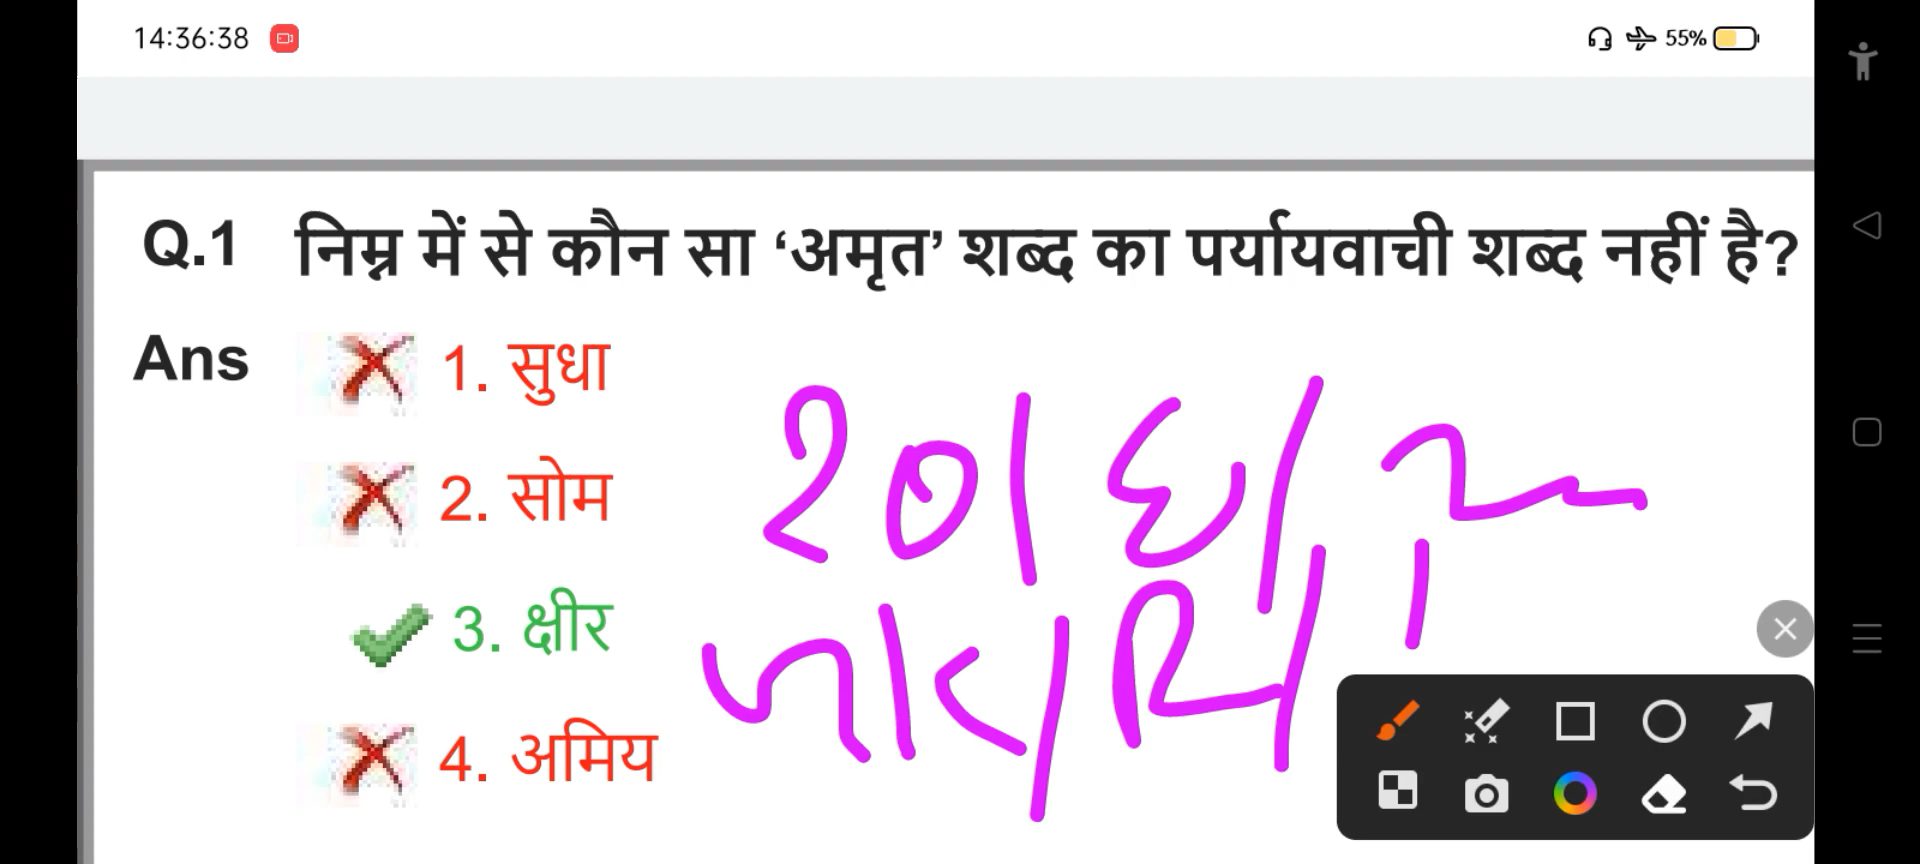 14:36:38
55%
Q.1 निम्न में से कौन सा ‘अमृत’ शब्द का पर्यायवाची शब्द नहीं है?
Ans 1. सुधा
2. सोम
3. क्षीर
4. अमिय